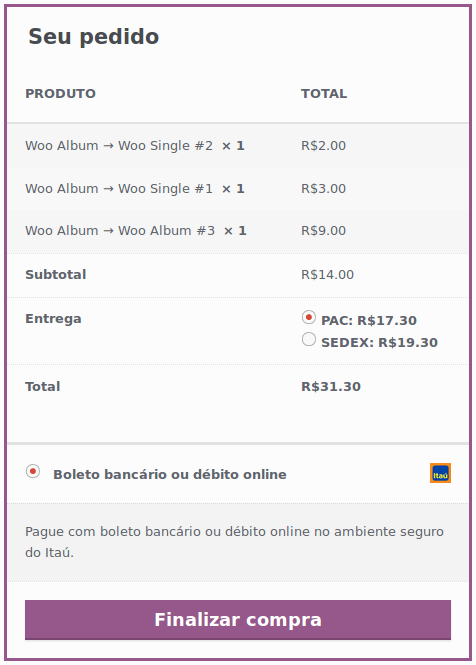 Seu pedido
PRODUTO TOTAL
Woo Album → Woo Single #2 × 1 R$2.00
Woo Album → Woo Single #1 × 1 R$3.00
Woo Album → Woo Album #3 × 1 R$9.00
Subtotal R$14.00
Entrega PAC: R$17.30
SEDEX: R$19.30
Total R$31.30
Boleto bancário ou débito online Itaú
Pague com boleto bancário ou débito online no ambiente seguro
do Itaú.
Finalizar compra